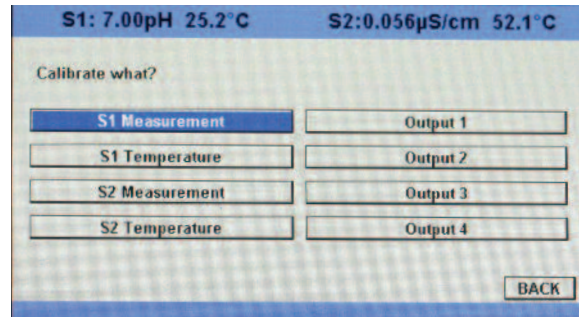 S1: 7.00pH 25.2°C S2:0.056µS/cm 52.1°C
Calibrate what?
S1 Measurement Output 1
S1 Temperature Output 2
S2 Measurement Output 3
S2 Temperature Output 4
BACK